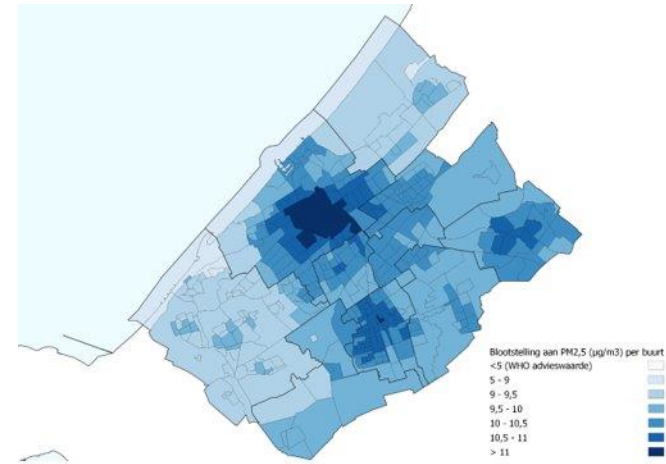 Blootstelling aan PM2,5 (µg/m3) per buurt
<5 (WHO advieswaarde)
5 - 9
9 - 9,5
9,5 - 10
10 - 10,5
10,5 - 11
> 11